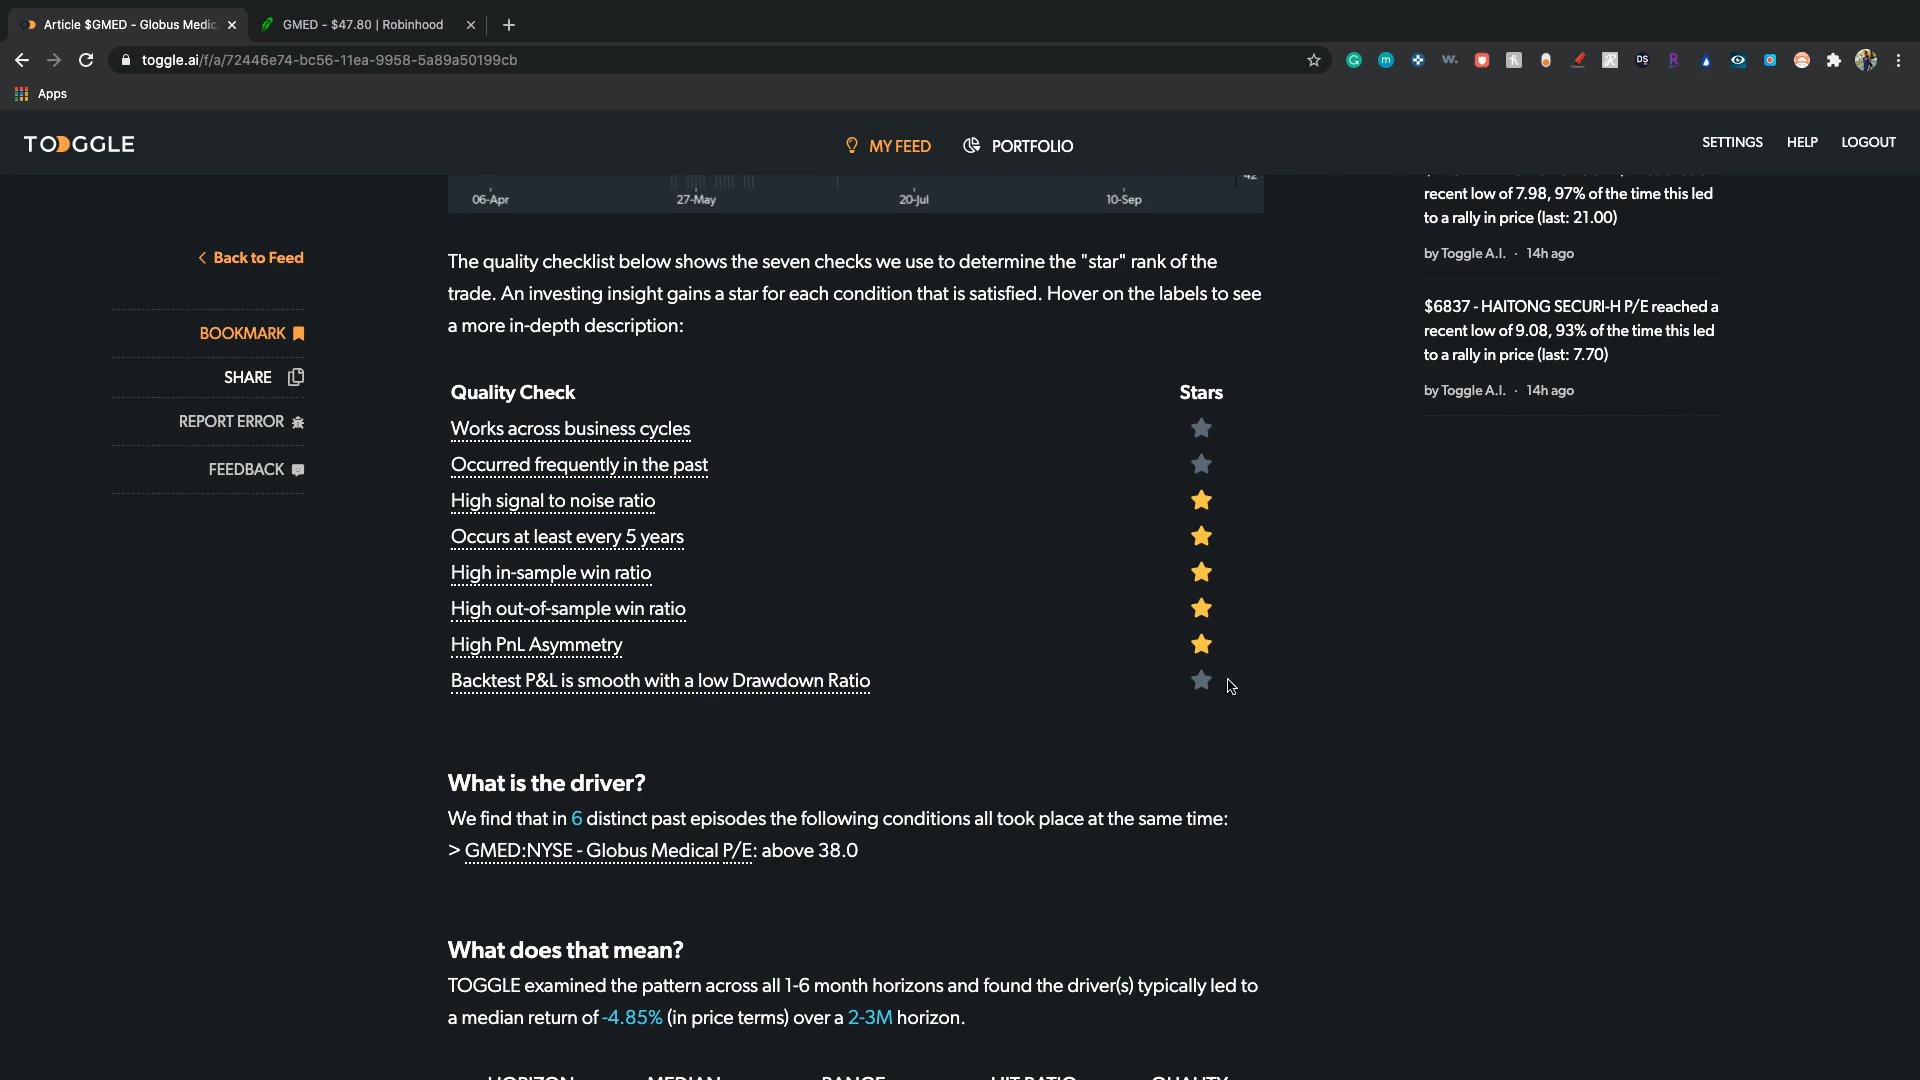 Article $GMED - Globus Medic
GMED - $47.80 | Robinhood
toggle.ai/f/a/72446e74-bc56-11ea-9958-5a89a50199cb
Apps
TOGGLE
MY FEED
PORTFOLIO
SETTINGS
HELP
LOGOUT
42
06-Apr
27-May
20-Jul
10-Sep
recent low of 7.98, 97% of the time this led
to a rally in price (last: 21.00)
by Toggle A.I. · 14h ago
$6837 - HAITONG SECURI-H P/E reached a
recent low of 9.08, 93% of the time this led
to a rally in price (last: 7.70)
by Toggle A.I. · 14h ago
< Back to Feed
BOOKMARK
SHARE
REPORT ERROR
FEEDBACK
The quality checklist below shows the seven checks we use to determine the "star" rank of the
trade. An investing insight gains a star for each condition that is satisfied. Hover on the labels to see
a more in-depth description:
Quality Check
Stars
Works across business cycles
Occurred frequently in the past
High signal to noise ratio
Occurs at least every 5 years
High in-sample win ratio
High out-of-sample win ratio
High PnL Asymmetry
Backtest P&L is smooth with a low Drawdown Ratio
What is the driver?
We find that in 6 distinct past episodes the following conditions all took place at the same time:
> GMED:NYSE - Globus Medical P/E: above 38.0
What does that mean?
TOGGLE examined the pattern across all 1-6 month horizons and found the driver(s) typically led to
a median return of -4.85% (in price terms) over a 2-3M horizon.
HORIZON MEDIAN RANGE HIT RATIO QUALITY